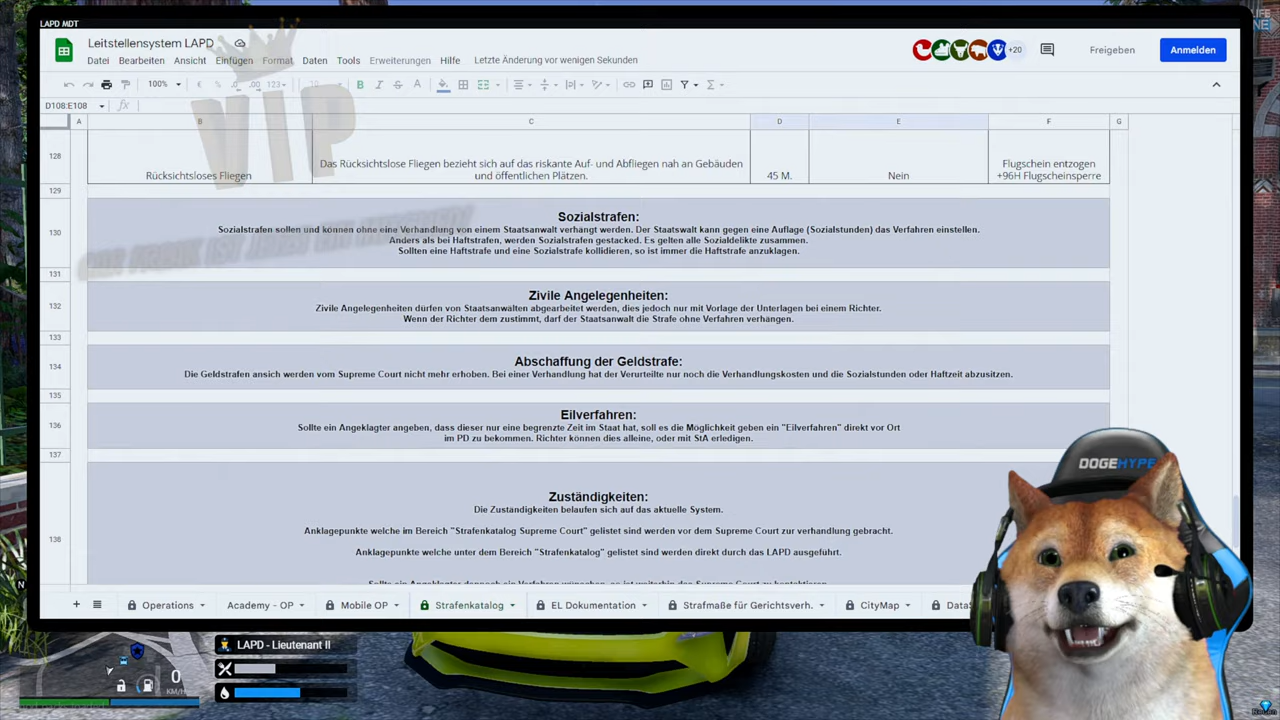 LAPD MDT
Leitstellensystem LAPD
Datei Bearbeiten Ansicht Einfügen Format Daten Tools Erweiterungen Hilfe Letzte Änderung vor wenigen Sekunden
+20
Freigeben
Anmelden
VIP
100%
123
D108:E108
A B C D E F G
128
Rücksichtsloses Fliegen
Das Rücksichtslose Fliegen bezieht sich auf das riskante Auf- und Abfliegen nah an Gebäuden
und öffentlichen Plätzen.
45 M.
Nein
Flugschein entzogen
+96H Flugscheinsperre
129
130
Sozialstrafen:
Sozialstrafen sollen und können ohne eine Verhandlung von einem Staatsanwalt verhängt werden. Der Staatswalt kann gegen eine Auflage (Sozialstunden) das Verfahren einstellen.
Anders als bei Haftstrafen, werden Sozialstrafen gestacked. Es gelten alle Sozialdelikte zusammen.
Sollten eine Haftstrafe und eine Sozialstrafe kollidieren, so ist immer die Haftstrafe anzuklagen.
131
132
Zivile Angelegenheiten:
Zivile Angelegenheiten dürfen von Staatsanwalten abgearbeitet werden, dies jedoch nur mit Vorlage der Unterlagen bei einem Richter.
Wenn der Richter dem zustimmt, darf der Staatsanwalt die Strafe ohne Verfahren verhangen.
133
134
Abschaffung der Geldstrafe:
Die Geldstrafen ansich werden vom Supreme Court nicht mehr erhoben. Bei einer Verhandlung hat der Verurteilte nur noch die Verhandlungskosten und die Sozialstunden oder Haftzeit abzusitzen.
135
136
Eilverfahren:
Sollte ein Angeklagter angeben, dass dieser nur eine begrenzte Zeit im Staat hat, soll es die Möglichkeit geben ein "Eilverfahren" direkt vor Ort
im PD zu bekommen. Richter können dies alleine, oder mit StA erledigen.
137
138
Zuständigkeiten:
Die Zuständigkeiten belaufen sich auf das aktuelle System.
Anklagepunkte welche im Bereich "Strafenkatalog Supreme Court" gelistet sind werden vor dem Supreme Court zur verhandlung gebracht.
Anklagepunkte welche unter dem Bereich "Strafenkatalog" gelistet sind werden direkt durch das LAPD ausgeführt.
Operations Academy - OP Mobile OP Strafenkatalog EL Dokumentation Strafmaße für Gerichtsverh. CityMap
DOGEHYPE
N
LAPD - Lieutenant II
0
KM/H